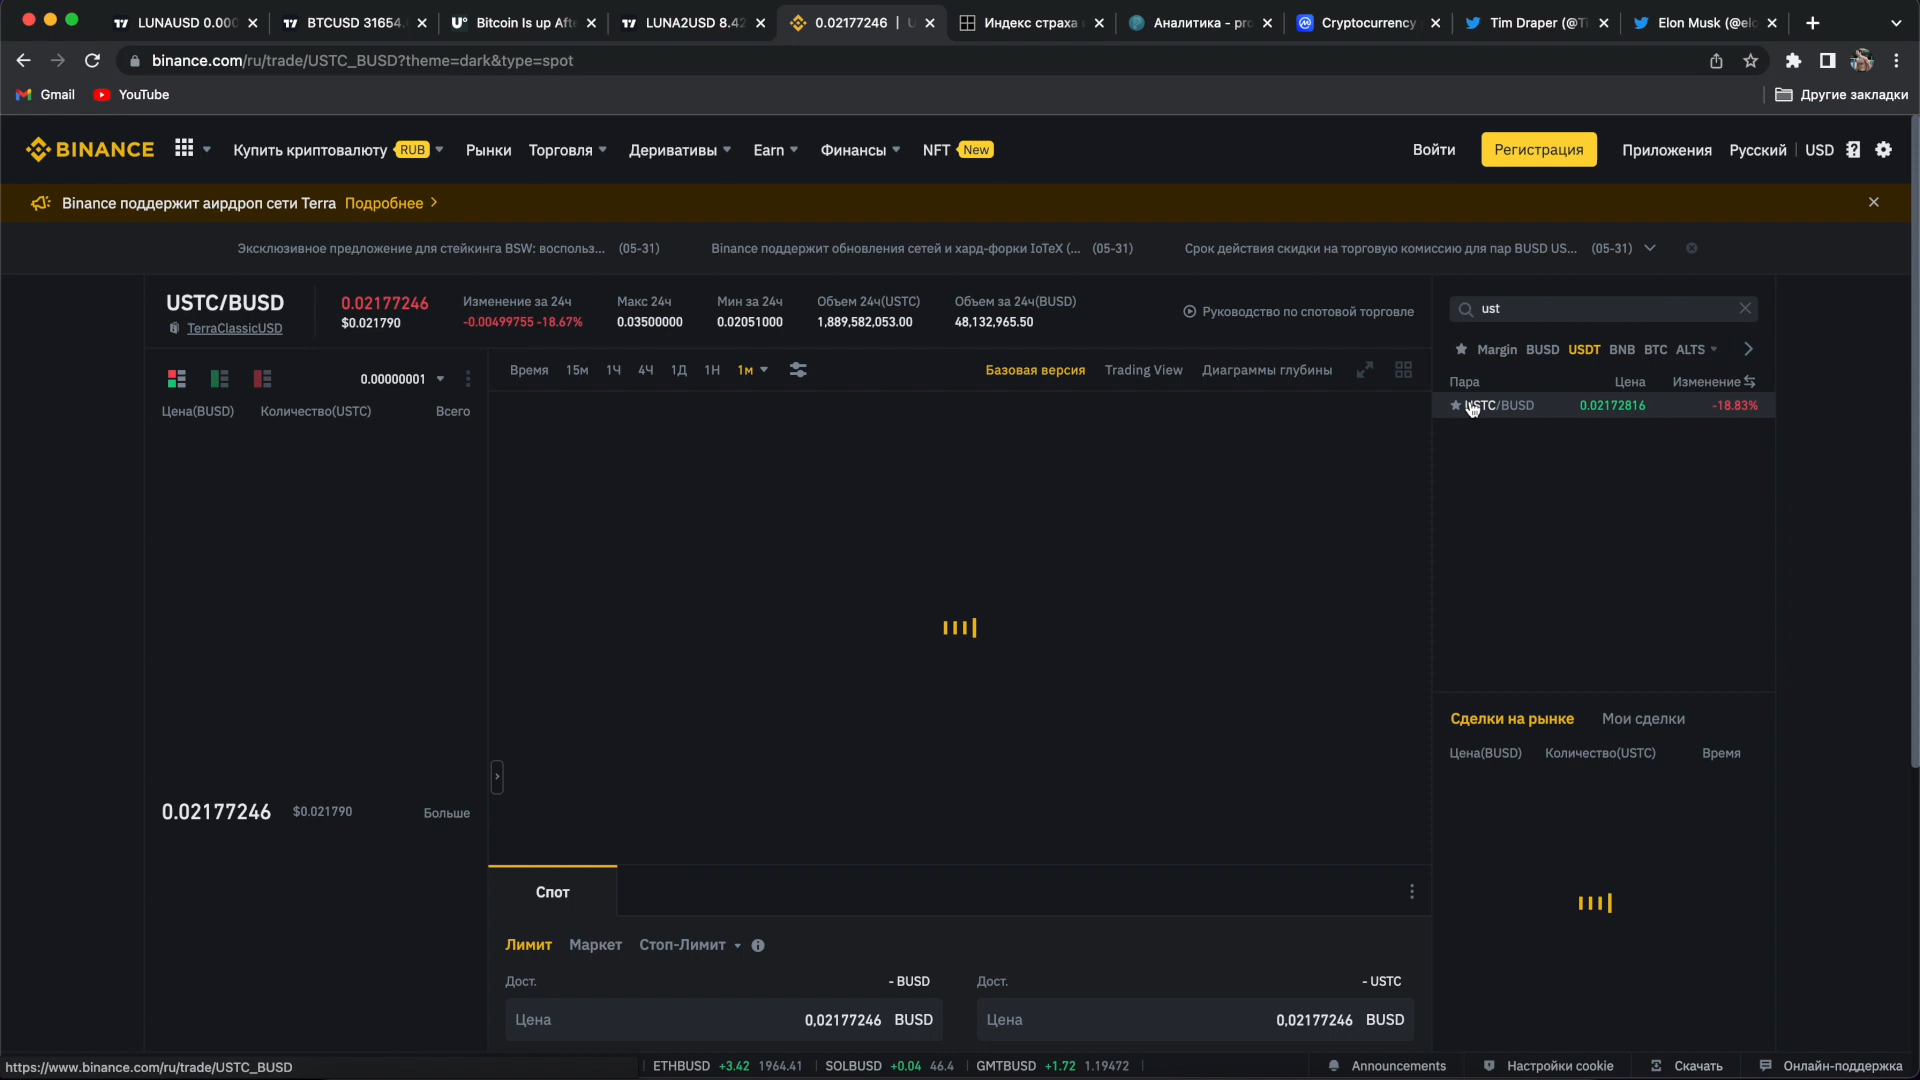 LUNAUSD 0.000
BTCUSD 31654.
Bitcoin Is up Afte
LUNA2USD 8.42
0.02177246 | U
Индекс страха
Аналитика - pro
Cryptocurrency
Tim Draper (@Ti
Elon Musk (@elo
binance.com/ru/trade/USTC_BUSD?theme=dark&type=spot
Gmail
YouTube
Другие закладки
BINANCE
Купить криптовалюту RUB
Рынки
Торговля
Деривативы
Earn
Финансы
NFT New
Войти
Регистрация
Приложения
Русский
USD
Binance поддержит аирдроп сети Terra Подробнее
Эксклюзивное предложение для стейкинга BSW: воспольз... (05-31)
Binance поддержит обновления сетей и хард-форки IoTeX (... (05-31)
Срок действия скидки на торговую комиссию для пар BUSD US... (05-31)
USTC/BUSD
TerraClassicUSD
0.02177246
$0.021790
Изменение за 24ч
-0.00499755 -18.67%
Макс 24ч
0.03500000
Мин за 24ч
0.02051000
Объем 24ч(USTC)
1,889,582,053.00
Объем за 24ч(BUSD)
48,132,965.50
Руководство по спотовой торговле
ust
Margin BUSD USDT BNB BTC ALTS
Пара Цена Изменение
USTC/BUSD 0.02172816 -18.83%
0.00000001
Цена(BUSD) Количество(USTC) Всего
Время 15м 1Ч 4Ч 1Д 1Н 1м
Базовая версия Trading View Диаграммы глубины
0.02177246 $0.021790 Больше
Сделки на рынке Мои сделки
Цена(BUSD) Количество(USTC) Время
Спот
Лимит Маркет Стоп-Лимит
Дост. - BUSD
Дост. - USTC
Цена 0,02177246 BUSD
Цена 0,02177246 BUSD
https://www.binance.com/ru/trade/USTC_BUSD
ETHBUSD +3.42 1964.41
SOLBUSD +0.04 46.4
GMTBUSD +1.72 1.19472
Announcements
Настройки cookie
Скачать
Онлайн-поддержка